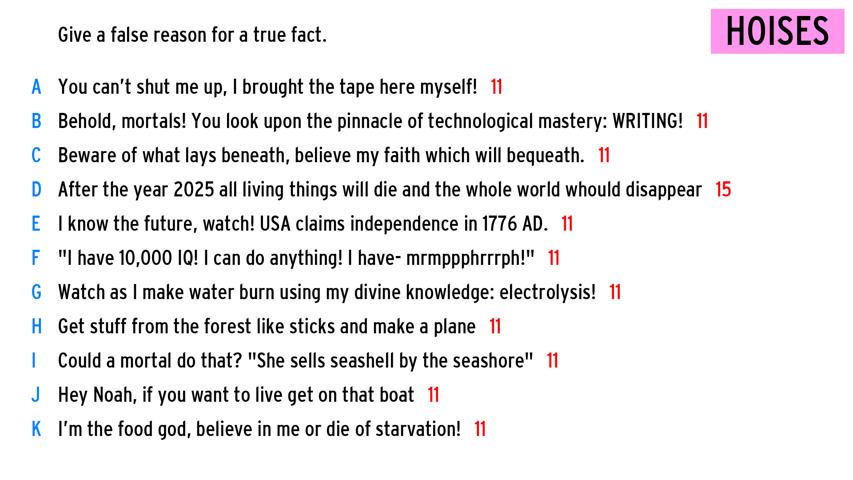 Give a false reason for a true fact.
HOISES
A You can't shut me up, I brought the tape here myself! 11
B Behold, mortals! You look upon the pinnacle of technological mastery: WRITING! 11
C Beware of what lays beneath, believe my faith which will bequeath. 11
D After the year 2025 all living things will die and the whole world whould disappear 15
E I know the future, watch! USA claims independence in 1776 AD. 11
F "I have 10,000 IQ! I can do anything! I have- mrmppphrrrph!" 11
G Watch as I make water burn using my divine knowledge: electrolysis! 11
H Get stuff from the forest like sticks and make a plane 11
I Could a mortal do that? "She sells seashell by the seashore" 11
J Hey Noah, if you want to live get on that boat 11
K I'm the food god, believe in me or die of starvation! 11